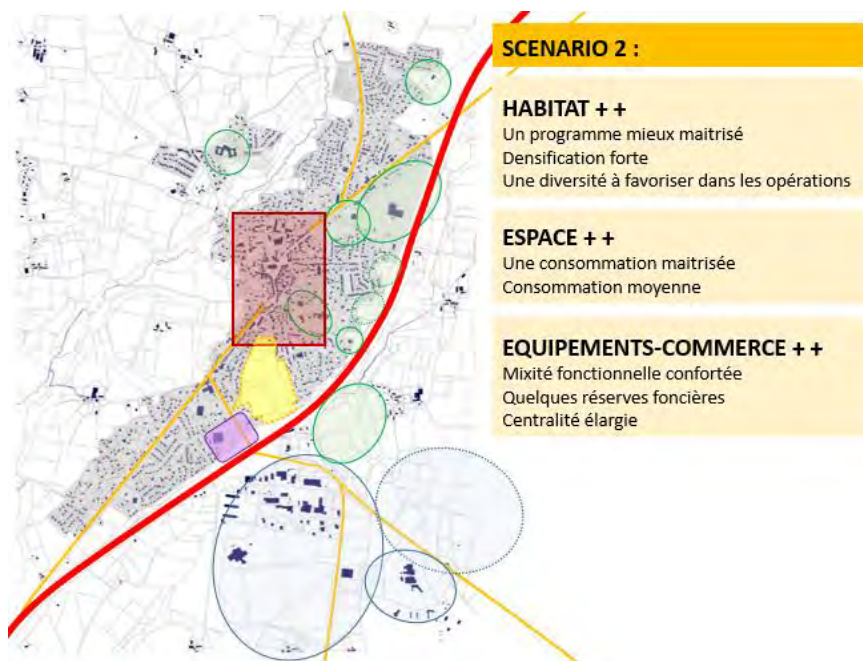 SCENARIO 2 :
HABITAT + +
Un programme mieux maitrisé
Densification forte
Une diversité à favoriser dans les opérations
ESPACE + +
Une consommation maitrisée
Consommation moyenne
EQUIPEMENTS-COMMERCE + +
Mixité fonctionnelle confortée
Quelques réserves foncières
Centralité élargie